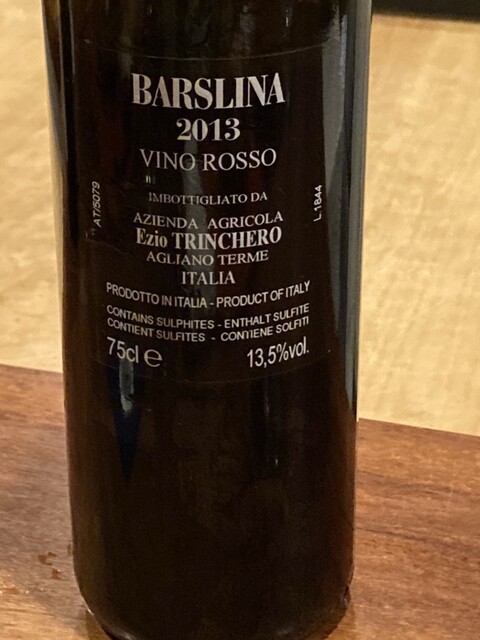 BARSLINA
2013
VINO ROSSO
IMBOTTIGLIATO DA
AZIENDA AGRICOLA
Ezio TRINCHERO
AGLIANO TERME
ITALIA
PRODOTTO IN ITALIA - PRODUCT OF ITALY
CONTAINS SULPHITES - ENTHALT SULFITE
CONTIENT SULFITES - CONTIENE SOLFITI
75cl e 13,5%vol.
AT/5079
L.1844